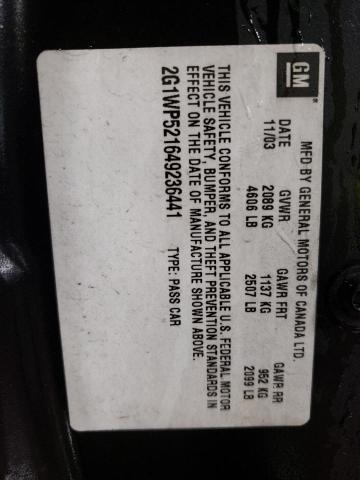 GM
MFD BY GENERAL MOTORS OF CANADA LTD.
DATE GVWR GAWR FRT GAWR RR
11/03 2089 KG 1137 KG 952 KG
4606 LB 2507 LB 2099 LB
THIS VEHICLE CONFORMS TO ALL APPLICABLE U.S. FEDERAL MOTOR
VEHICLE SAFETY, BUMPER, AND THEFT PREVENTION STANDARDS IN
EFFECT ON THE DATE OF MANUFACTURE SHOWN ABOVE.
2G1WP521649236441 TYPE: PASS CAR